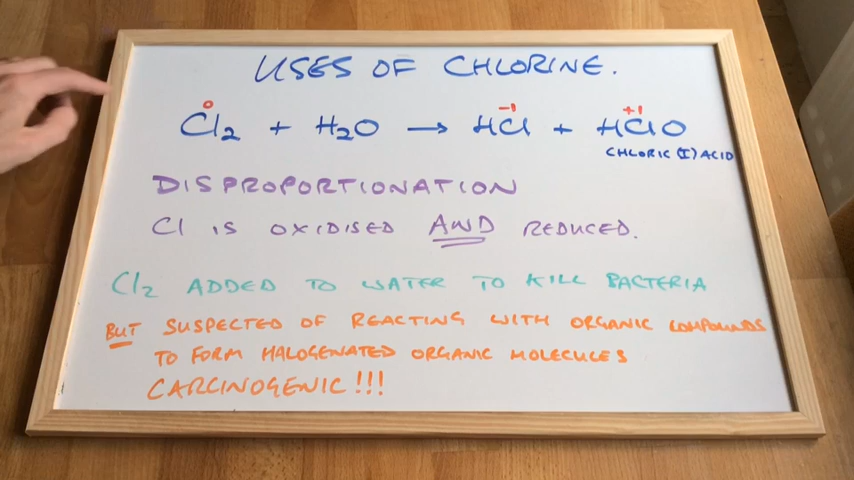 USES OF CHLORINE.
0 -1 +1
Cl2 + H2O → HCl + HClO
CHLORIC (I) ACID
DISPROPORTIONATION
Cl IS OXIDISED AND REDUCED.
Cl2 ADDED TO WATER TO KILL BACTERIA
BUT SUSPECTED OF REACTING WITH ORGANIC COMPOUNDS
TO FORM HALOGENATED ORGANIC MOLECULES
CARCINOGENIC!!!